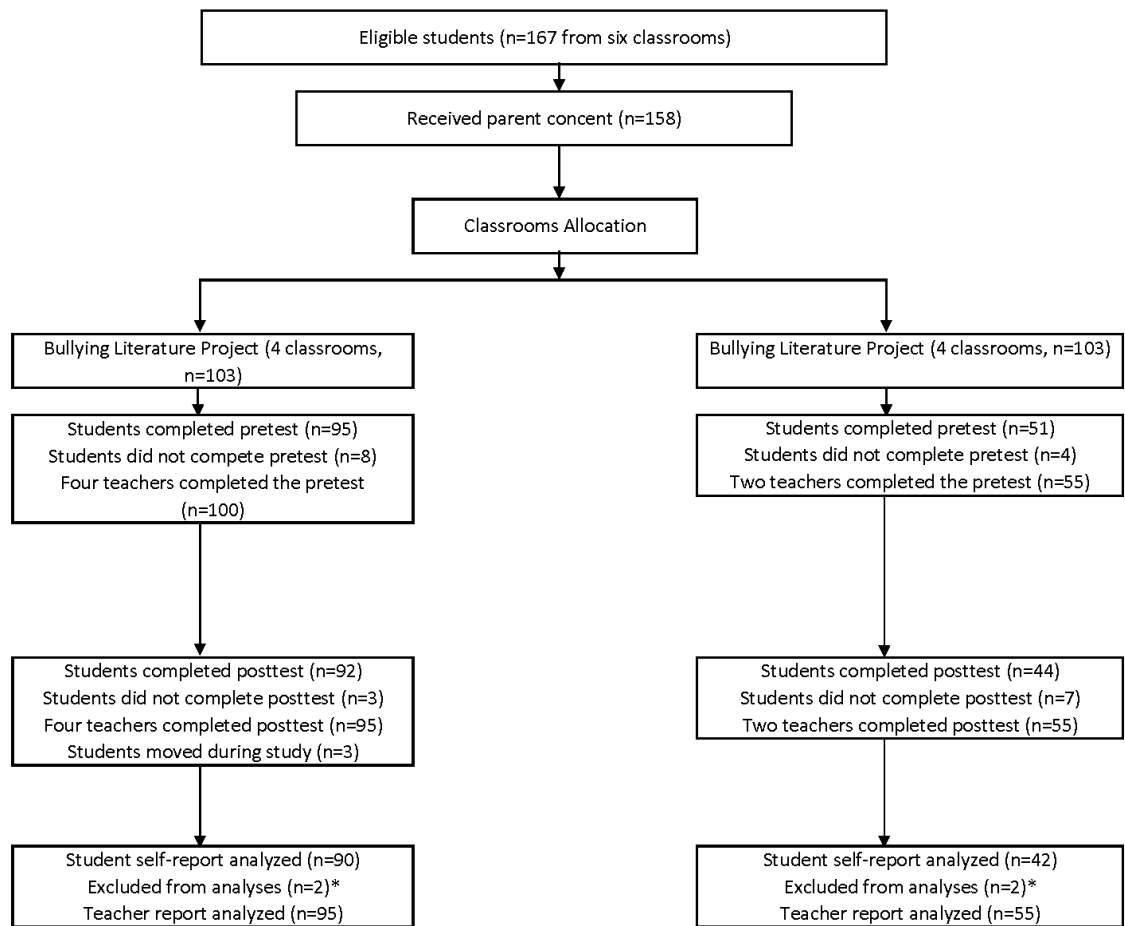 Eligible students (n=167 from six classrooms)
Received parent concent (n=158)
Classrooms Allocation
Bullying Literature Project (4 classrooms,
n=103)
Students completed pretest (n=95)
Students did not compete pretest (n=8)
Four teachers completed the pretest
(n=100)
Students completed posttest (n=92)
Students did not complete posttest (n=3)
Four teachers completed posttest (n=95)
Students moved during study (n=3)
Student self-report analyzed (n=90)
Excluded from analyses (n=2)*
Teacher report analyzed (n=95)
Bullying Literature Project (4 classrooms, n=103)
Students completed pretest (n=51)
Students did not complete pretest (n=4)
Two teachers completed the pretest (n=55)
Students completed posttest (n=44)
Students did not complete posttest (n=7)
Two teachers completed posttest (n=55)
Student self-report analyzed (n=42)
Excluded from analyses (n=2)*
Teacher report analyzed (n=55)